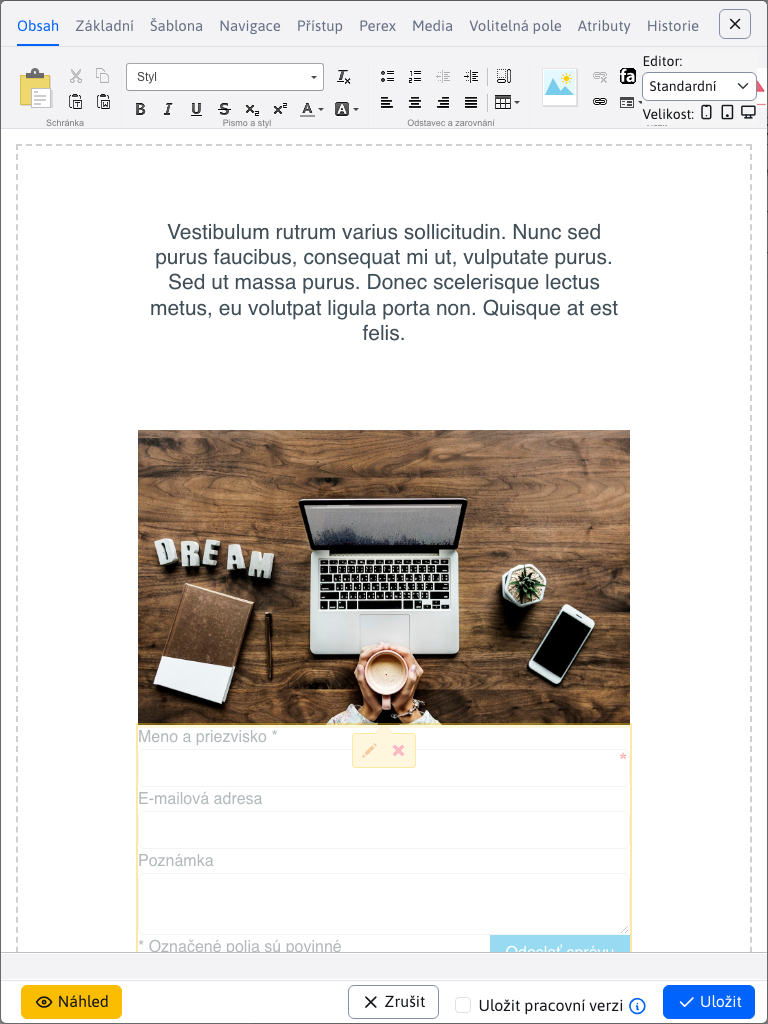 Obsah Základní Šablona Navigace Přístup Perex Media Volitelná pole Atributy Historie
Editor:
Styl
Standardní
B I U S X₂ X² A A
Velikost:
Schránka Písmo a styl Odstavec a zarovnání
Vestibulum rutrum varius sollicitudin. Nunc sed
purus faucibus, consequat mi ut, vulputate purus.
Sed ut massa purus. Donec scelerisque lectus
metus, eu volutpat ligula porta non. Quisque at est
felis.
DREAM
Meno a priezvisko *
*
E-mailová adresa
Poznámka
* Označené polia sú povinné
Odoslať správu
Náhled
Zrušit
Uložit pracovní verzi
Uložit